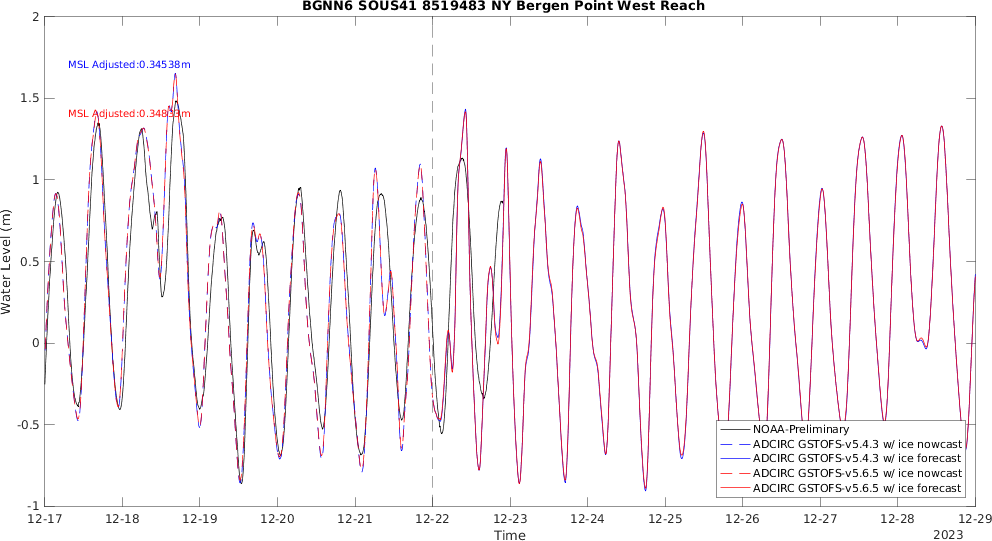 BGNN6 SOUS41 8519483 NY Bergen Point West Reach
2
1.5
1
0.5
0
-0.5
-1
Water Level (m)
MSL Adjusted:0.34538m
MSL Adjusted:0.34833m
NOAA-Preliminary
ADCIRC GSTOFS-v5.4.3 w/ ice nowcast
ADCIRC GSTOFS-v5.4.3 w/ ice forecast
ADCIRC GSTOFS-v5.6.5 w/ ice nowcast
ADCIRC GSTOFS-v5.6.5 w/ ice forecast
12-17 12-18 12-19 12-20 12-21 12-22 12-23 12-24 12-25 12-26 12-27 12-28 12-29
Time
2023